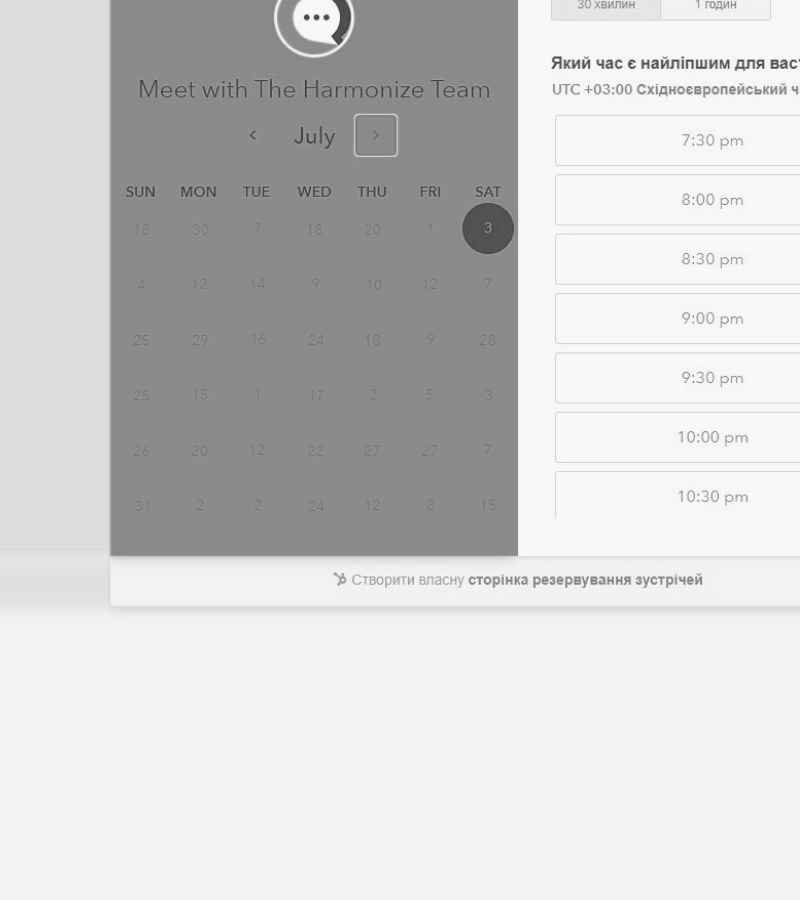 Meet with The Harmonize Team
July
SUN MON TUE WED THU FRI SAT
18 30 7 18 20 1 3
4 12 14 9 10 12 7
25 29 16 24 18 9 28
25 15 1 17 2 5 3
26 20 12 22 27 27 7
31 2 2 24 12 8 15
30 хвилин 1 годин
Який час є найліпшим для вас
UTC +03:00 Східноєвропейський ч
7:30 pm
8:00 pm
8:30 pm
9:00 pm
9:30 pm
10:00 pm
10:30 pm
Створити власну сторінка резервування зустрічей